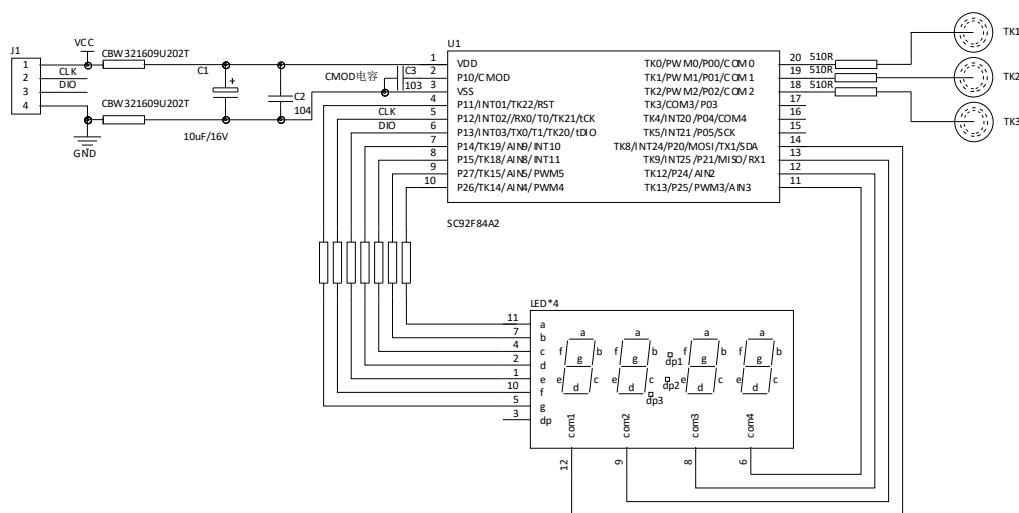 J1
VCC
CBW321609U202T
1
2
3
4
CLK
DIO
CBW321609U202T
GND
C1
+
10uF/16V
C2
104
CMOD电容
C3
103
CLK
DIO
U1
1 VDD
2 P10/CMOD
3 VSS
4 P11/INT01/TK22/RST
5 P12/INT02//RX0/T0/TK21/tCK
6 P13/INT03/TX0/T1/TK20/tDIO
7 P14/TK19/AIN9/INT10
8 P15/TK18/AIN8/INT11
9 P27/TK15/AIN5/PWM5
10 P26/TK14/AIN4/PWM4
TK0/PWM0/P00/COM0 20
TK1/PWM1/P01/COM1 19
TK2/PWM2/P02/COM2 18
TK3/COM3/P03 17
TK4/INT20/P04/COM4 16
TK5/INT21/P05/SCK 15
TK8/INT24/P20/MOSI/TX1/SDA 14
TK9/INT25/P21/MISO/RX1 13
TK12/P24/AIN2 12
TK13/P25/PWM3/AIN3 11
SC92F84A2
510R
510R
510R
TK1
TK2
TK3
LED*4
11 a
7 b
4 c
2 d
1 e
10 f
5 g
3 dp
a a a a
f b f b f b f b
g g g g
e c e c e c e c
d d d d
dp1
dp2
dp3
com1 com2 com3 com4
12 9 8 6